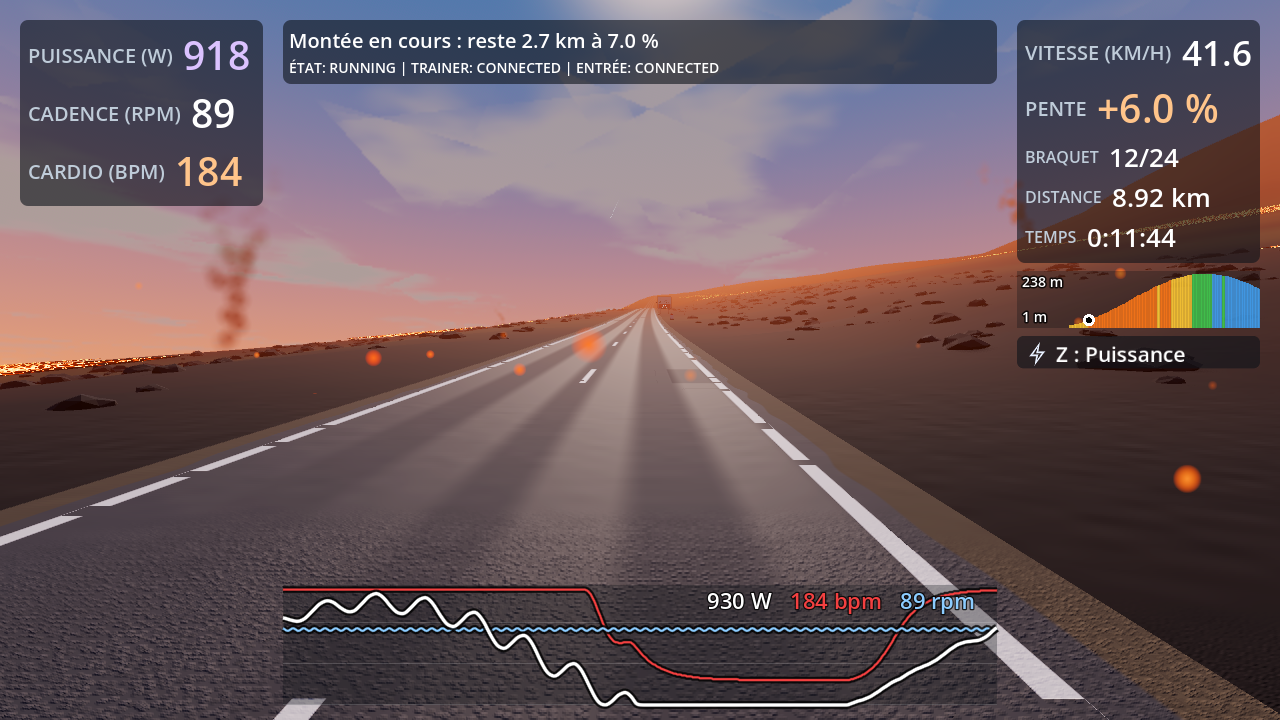 PUISSANCE (W) 918
CADENCE (RPM) 89
CARDIO (BPM) 184
Montée en cours : reste 2.7 km à 7.0 %
ÉTAT: RUNNING | TRAINER: CONNECTED | ENTRÉE: CONNECTED
VITESSE (KM/H) 41.6
PENTE +6.0 %
BRAQUET 12/24
DISTANCE 8.92 km
TEMPS 0:11:44
238 m
1 m
Z : Puissance
930 W 184 bpm 89 rpm